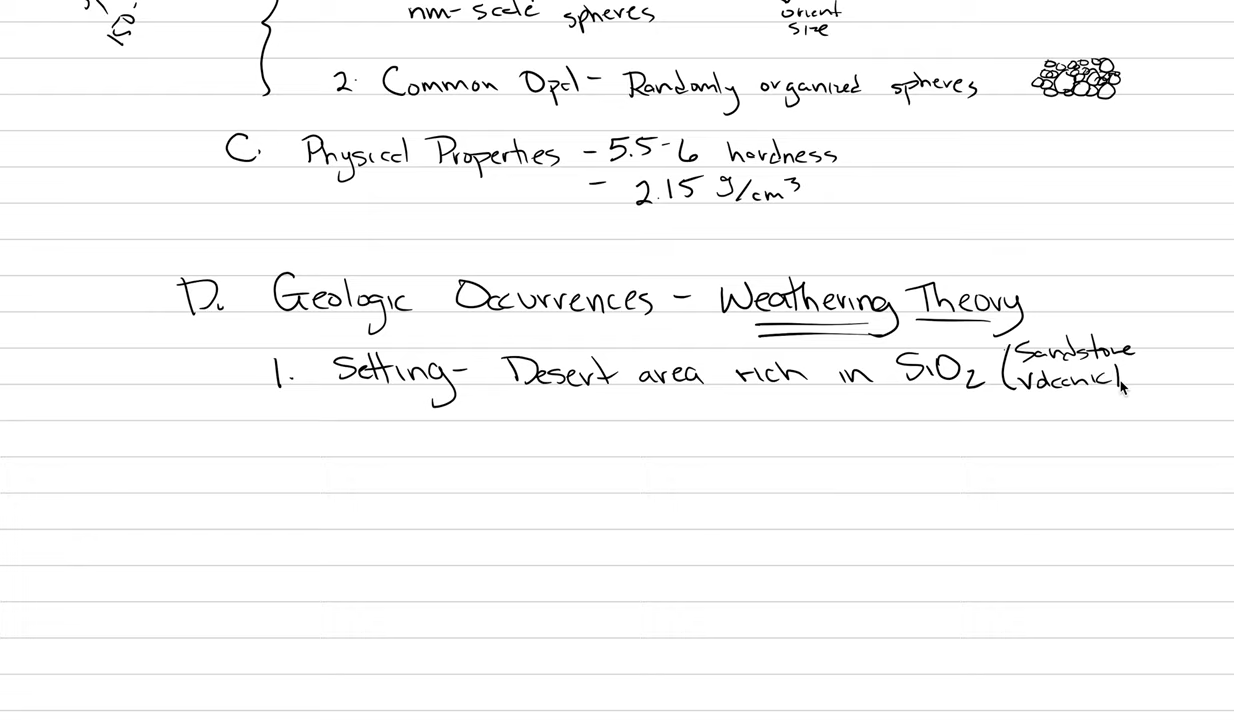 nm-scale spheres orient
size
2. Common Opal - Randomly organized spheres
C. Physical Properties - 5.5-6 hardness
- 2.15 g/cm³
D. Geologic Occurrences - Weathering Theory
1. Setting- Desert area rich in SiO2 (Sandstone
Volcanic)